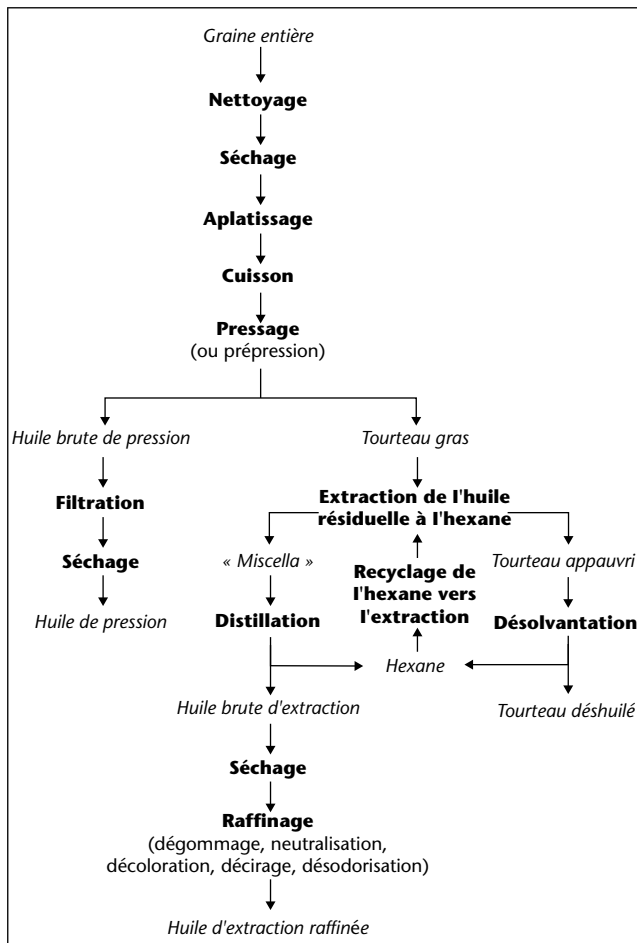 Graine entière
Nettoyage
Séchage
Aplatissage
Cuisson
Pressage
(ou prépression)
Huile brute de pression
Tourteau gras
Filtration
Extraction de l'huile
résiduelle à l'hexane
Séchage
« Miscella »
Recyclage de
l'hexane vers
l'extraction
Tourteau appauvri
Huile de pression
Distillation
Désolvantation
Hexane
Huile brute d'extraction
Tourteau déshuilé
Séchage
Raffinage
(dégommage, neutralisation,
décoloration, décirage, désodorisation)
Huile d'extraction raffinée